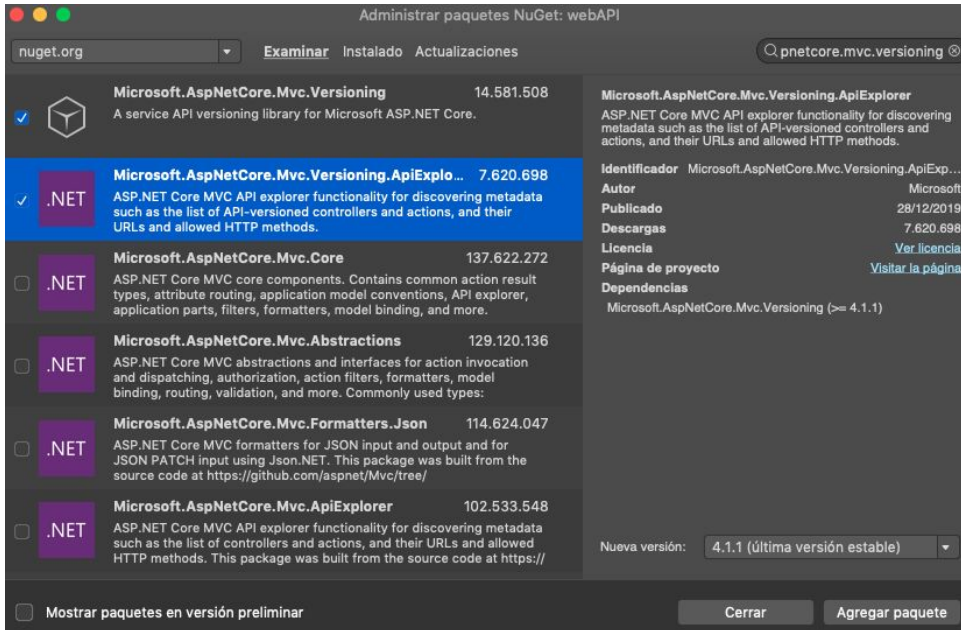 Administrar paquetes NuGet: webAPI
nuget.org
Examinar Instalado Actualizaciones
pnetcore.mvc.versioning
Microsoft.AspNetCore.Mvc.Versioning 14.581.508
A service API versioning library for Microsoft ASP.NET Core.
.NET
Microsoft.AspNetCore.Mvc.Versioning.ApiExplo... 7.620.698
ASP.NET Core MVC API explorer functionality for discovering metadata
such as the list of API-versioned controllers and actions, and their
URLs and allowed HTTP methods.
.NET
Microsoft.AspNetCore.Mvc.Core 137.622.272
ASP.NET Core MVC core components. Contains common action result
types, attribute routing, application model conventions, API explorer,
application parts, filters, formatters, model binding, and more.
.NET
Microsoft.AspNetCore.Mvc.Abstractions 129.120.136
ASP.NET Core MVC abstractions and interfaces for action invocation
and dispatching, authorization, action filters, formatters, model
binding, routing, validation, and more. Commonly used types:
.NET
Microsoft.AspNetCore.Mvc.Formatters.Json 114.624.047
ASP.NET Core MVC formatters for JSON input and output and for
JSON PATCH input using Json.NET. This package was built from the
source code at https://github.com/aspnet/Mvc/tree/
.NET
Microsoft.AspNetCore.Mvc.ApiExplorer 102.533.548
ASP.NET Core MVC API explorer functionality for discovering metadata
such as the list of controllers and actions, and their URLs and allowed
HTTP methods. This package was built from the source code at https://
Microsoft.AspNetCore.Mvc.Versioning.ApiExplorer
ASP.NET Core MVC API explorer functionality for discovering
metadata such as the list of API-versioned controllers and
actions, and their URLs and allowed HTTP methods.
Identificador Microsoft.AspNetCore.Mvc.Versioning.ApiExp...
Autor Microsoft
Publicado 28/12/2019
Descargas 7.620.698
Licencia Ver licencia
Página de proyecto Visitar la página
Dependencias
Microsoft.AspNetCore.Mvc.Versioning (>= 4.1.1)
Nueva versión: 4.1.1 (última versión estable)
Mostrar paquetes en versión preliminar
Cerrar Agregar paquete